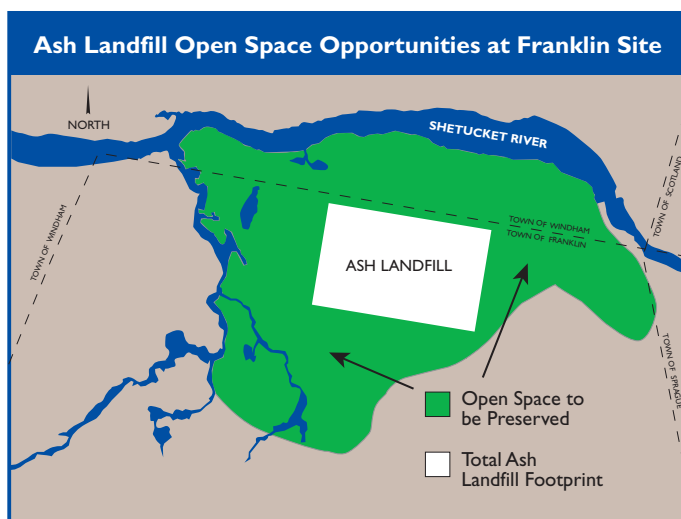 Ash Landfill Open Space Opportunities at Franklin Site
NORTH
SHETUCKET RIVER
TOWN OF SCOTLAND
TOWN OF WINDHAM
TOWN OF WINDHAM
TOWN OF FRANKLIN
ASH LANDFILL
TOWN OF SPRAGUE
Open Space to
be Preserved
Total Ash
Landfill Footprint